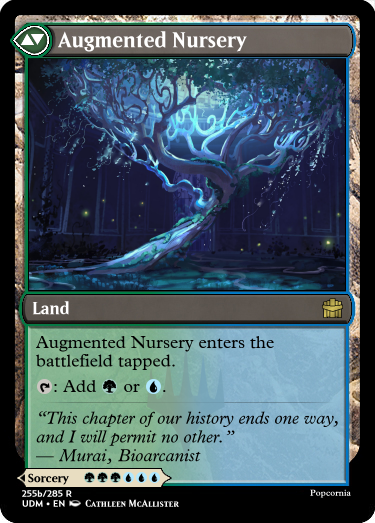 Augmented Nursery
Land
Augmented Nursery enters the
battlefield tapped.
: Add or .
“This chapter of our history ends one way,
and I will permit no other.”
— Murai, Bioarcanist
Sorcery
255b/285 R
Popcornia
UDM • EN CATHLEEN MCALLISTER